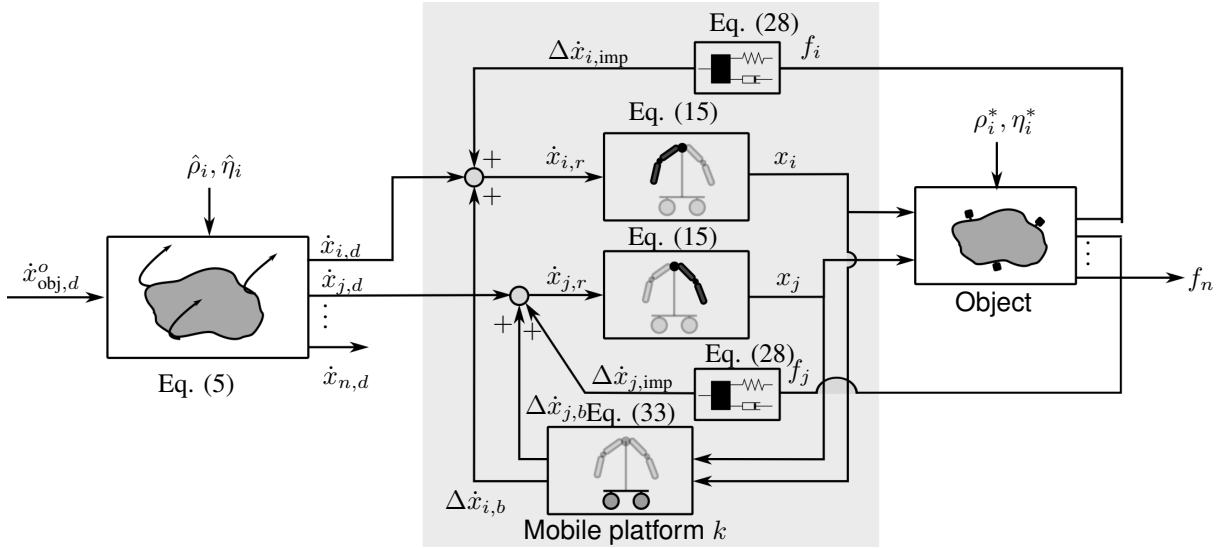 Eq. (28)
Δẋ_{i,imp}
f_i
Eq. (15)
ρ_i^*, η_i^*
+
ẋ_{i,r}
x_i
ρ̂_i, η̂_i
+
ẋ_{i,d}
Eq. (15)
ẋ^o_{obj,d}
ẋ_{j,d}
ẋ_{j,r}
x_j
⋮
f_n
Object
⋮
+
+
Eq. (5)
ẋ_{n,d}
Eq. (28)
Δẋ_{j,imp}
f_j
Δẋ_{j,b}
Eq. (33)
Δẋ_{i,b}
Mobile platform k